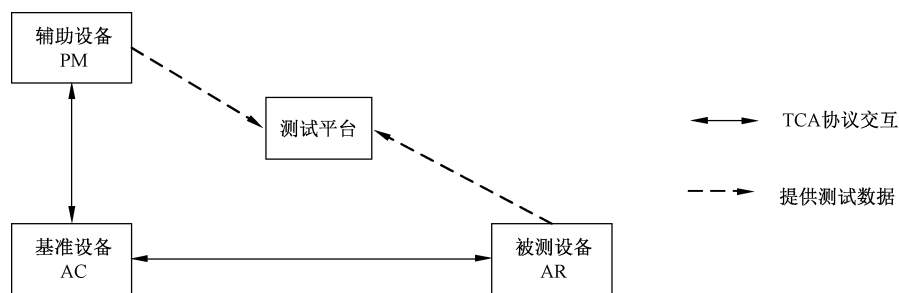 辅助设备
PM
测试平台
TCA协议交互
提供测试数据
基准设备
AC
被测设备
AR